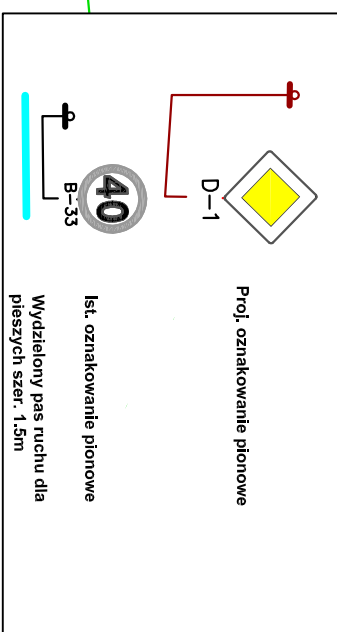 D-1
Proj. oznakowanie pionowe
40
B-33
Ist. oznakowanie pionowe
Wydzielony pas ruchu dla
pieszych szer. 1.5m